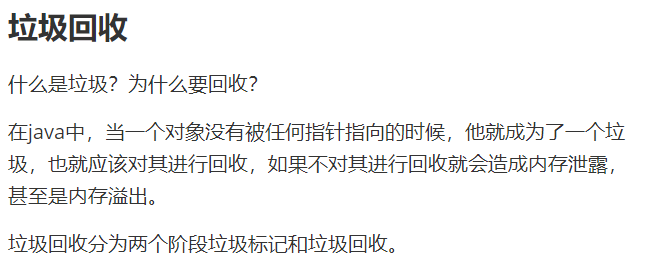 垃圾回收
什么是垃圾？为什么要回收？
在java中，当一个对象没有被任何指针指向的时候，他就成为了一个垃
圾，也就应该对其进行回收，如果不对其进行回收就会造成内存泄露，
甚至是内存溢出。
垃圾回收分为两个阶段垃圾标记和垃圾回收。